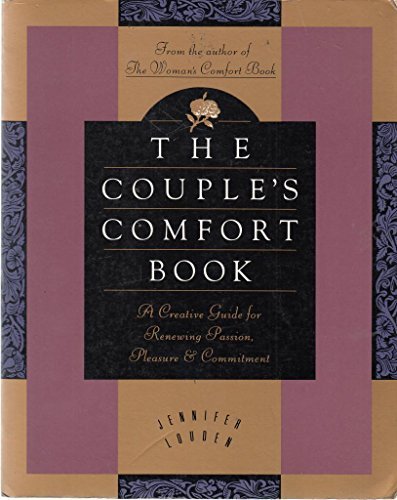 From the author of
The Woman's Comfort Book
THE
COUPLE'S
COMFORT
BOOK
A Creative Guide for
Renewing Passion,
Pleasure & Commitment
JENNIFER
LOUDEN